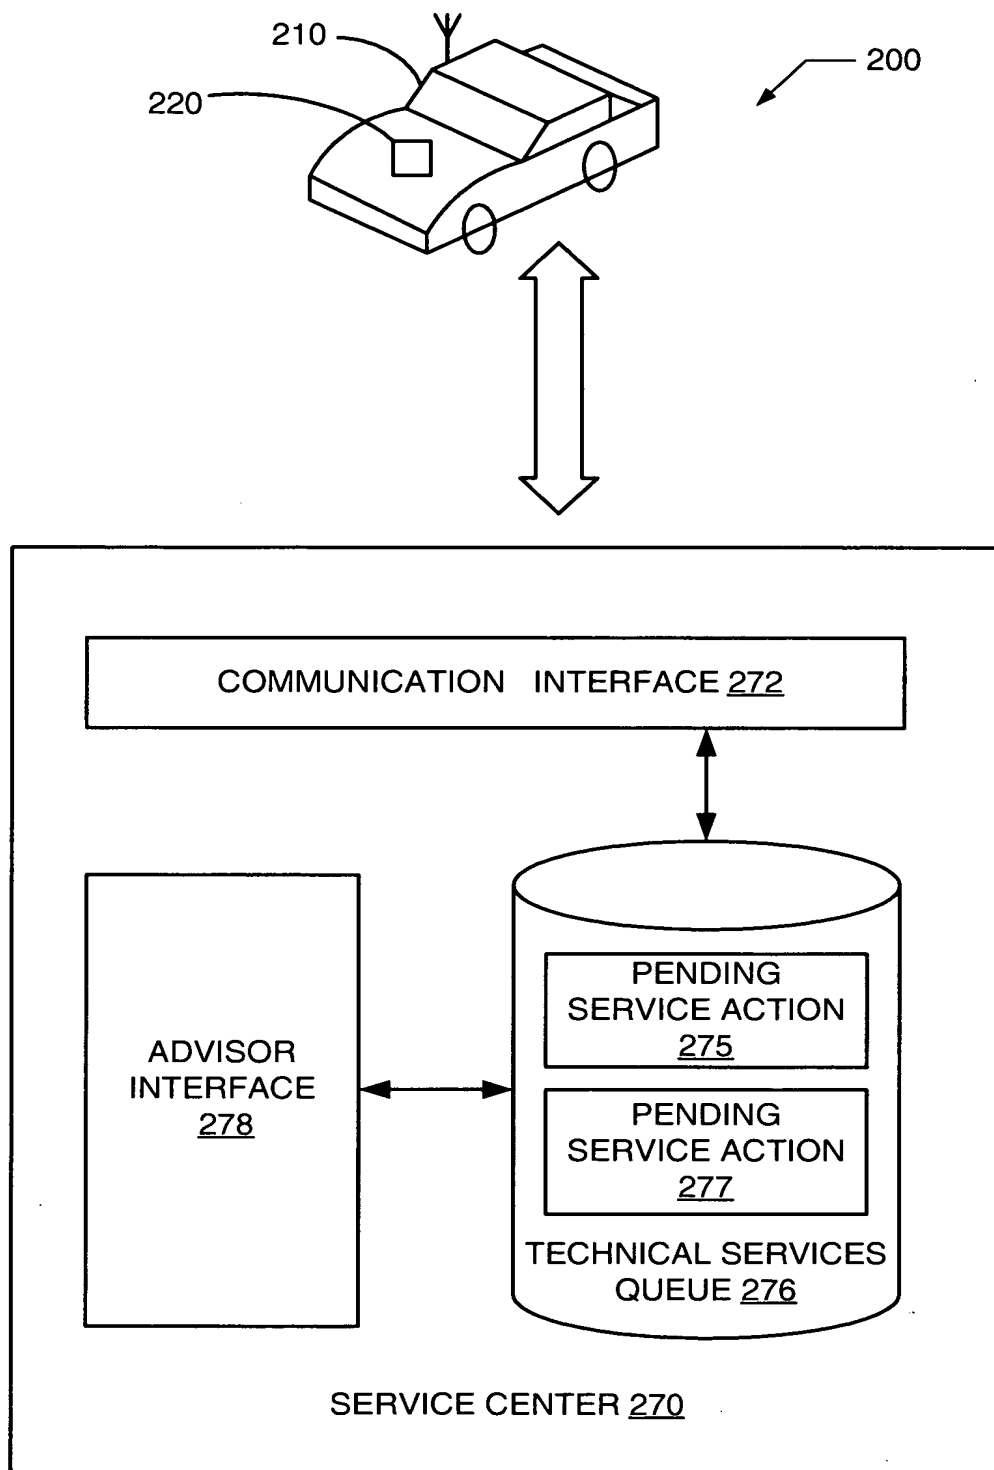 210
200
220
COMMUNICATION INTERFACE 272
PENDING
SERVICE ACTION
275
ADVISOR
INTERFACE
278
PENDING
SERVICE ACTION
277
TECHNICAL SERVICES
QUEUE 276
SERVICE CENTER 270